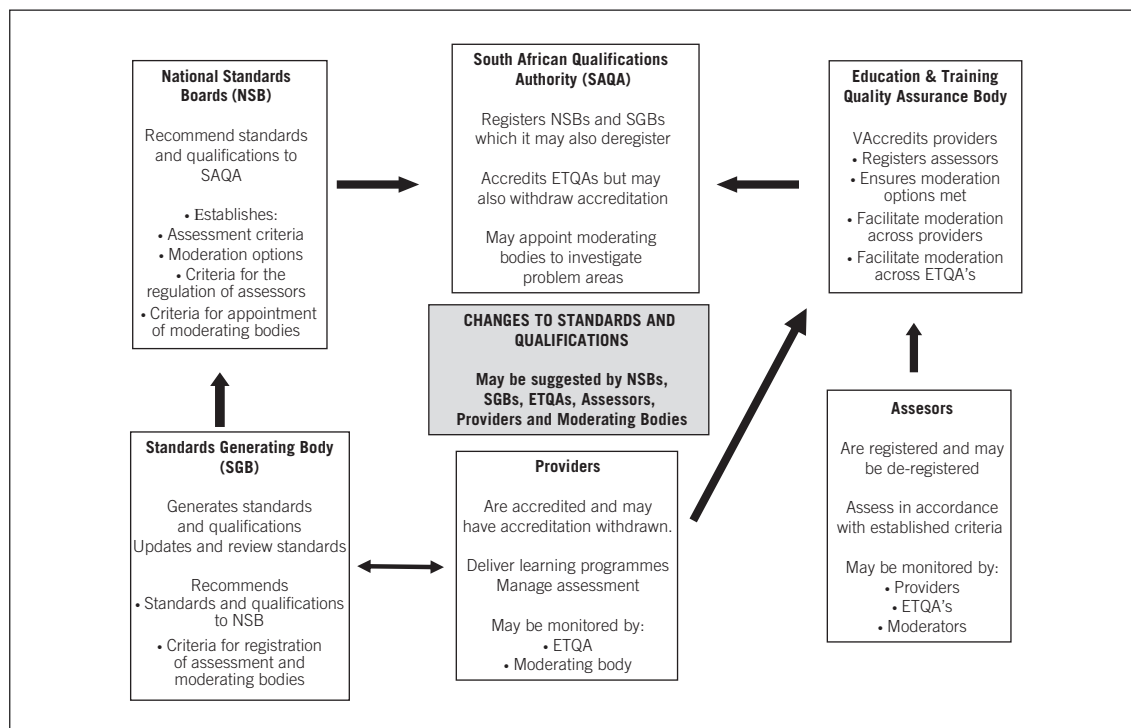 National Standards
Boards (NSB)
Recommend standards
and qualifications to
SAQA
• Establishes:
• Assessment criteria
• Moderation options
• Criteria for the
regulation of assessors
• Criteria for appointment
of moderating bodies
South African Qualifications
Authority (SAQA)
Registers NSBs and SGBs
which it may also deregister
Accredits ETQAs but may
also withdraw accreditation
May appoint moderating
bodies to investigate
problem areas
Education & Training
Quality Assurance Body
VAccredits providers
• Registers assessors
• Ensures moderation
options met
• Facilitate moderation
across providers
• Facilitate moderation
across ETQA's
CHANGES TO STANDARDS AND
QUALIFICATIONS
May be suggested by NSBs,
SGBs, ETQAs, Assessors,
Providers and Moderating Bodies
Standards Generating Body
(SGB)
Generates standards
and qualifications
Updates and review standards
Recommends
• Standards and qualifications
to NSB
• Criteria for registration
of assessment and
moderating bodies
Providers
Are accredited and may
have accreditation withdrawn.
Deliver learning programmes
Manage assessment
May be monitored by:
• ETQA
• Moderating body
Assesors
Are registered and may
be de-registered
Assess in accordance
with established criteria
May be monitored by:
• Providers
• ETQA's
• Moderators